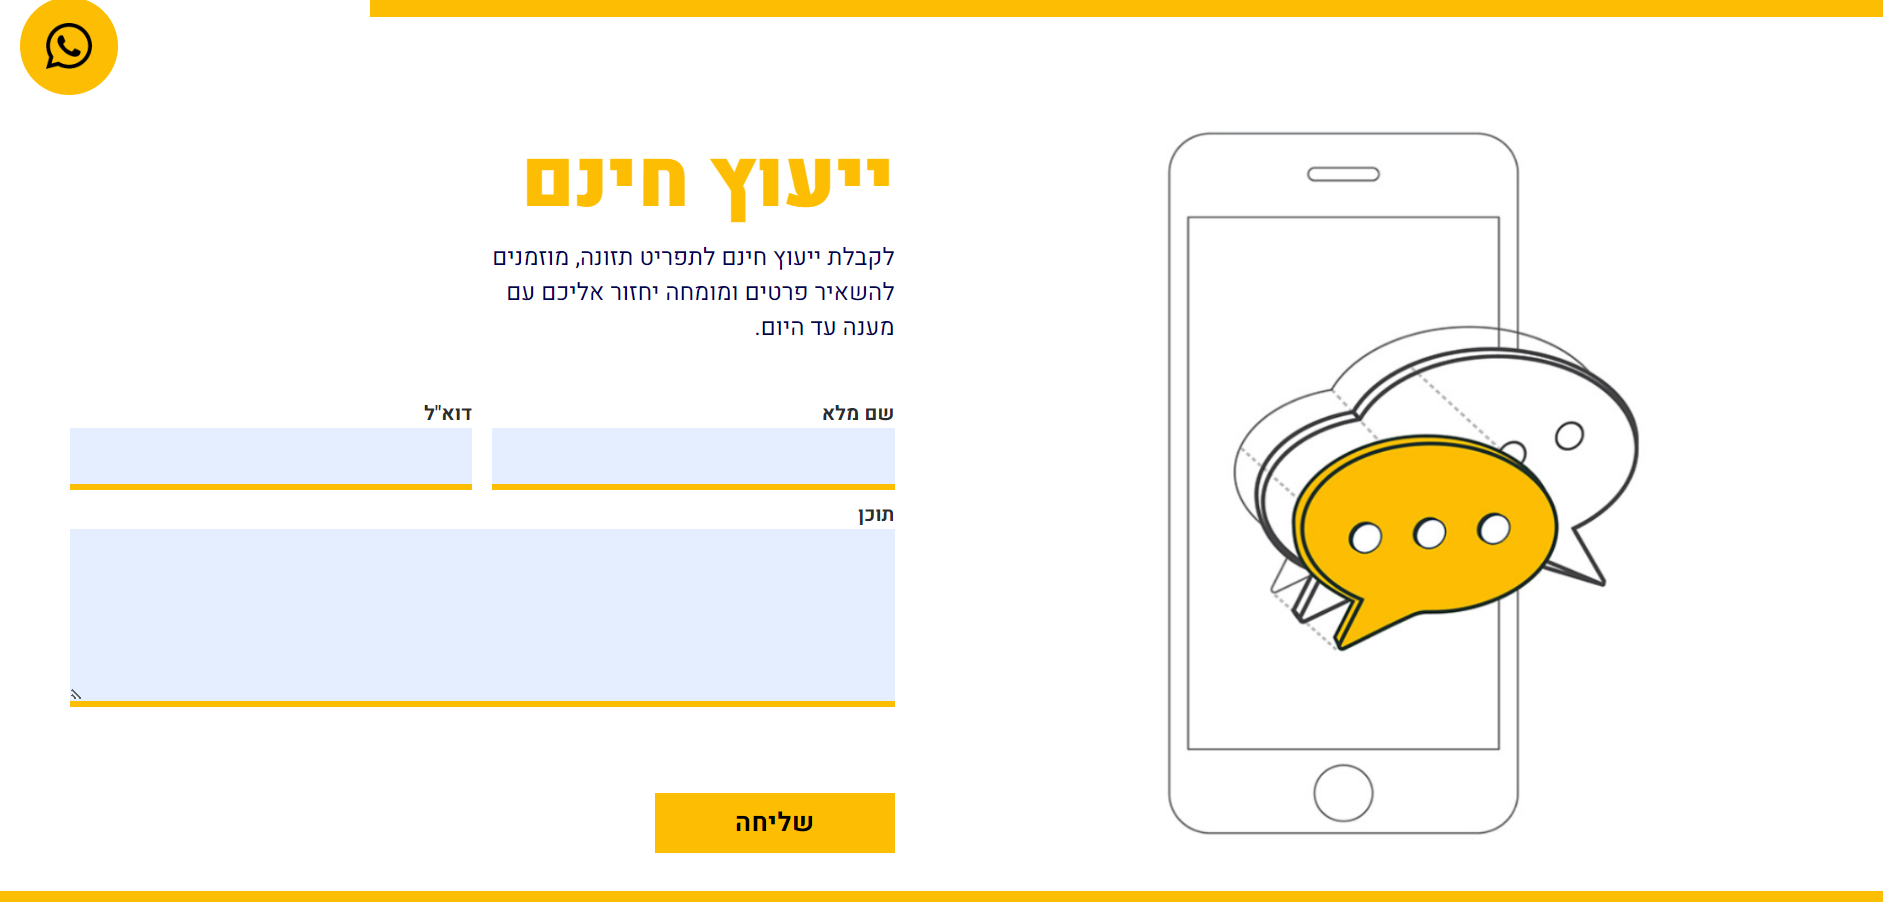 ייעוץ חינם
לקבלת ייעוץ חינם לתפריט תזונה, מוזמנים
להשאיר פרטים ומומחה יחזור אליכם עם
מענה עד היום.
שם מלא
דוא"ל
תוכן
שליחה